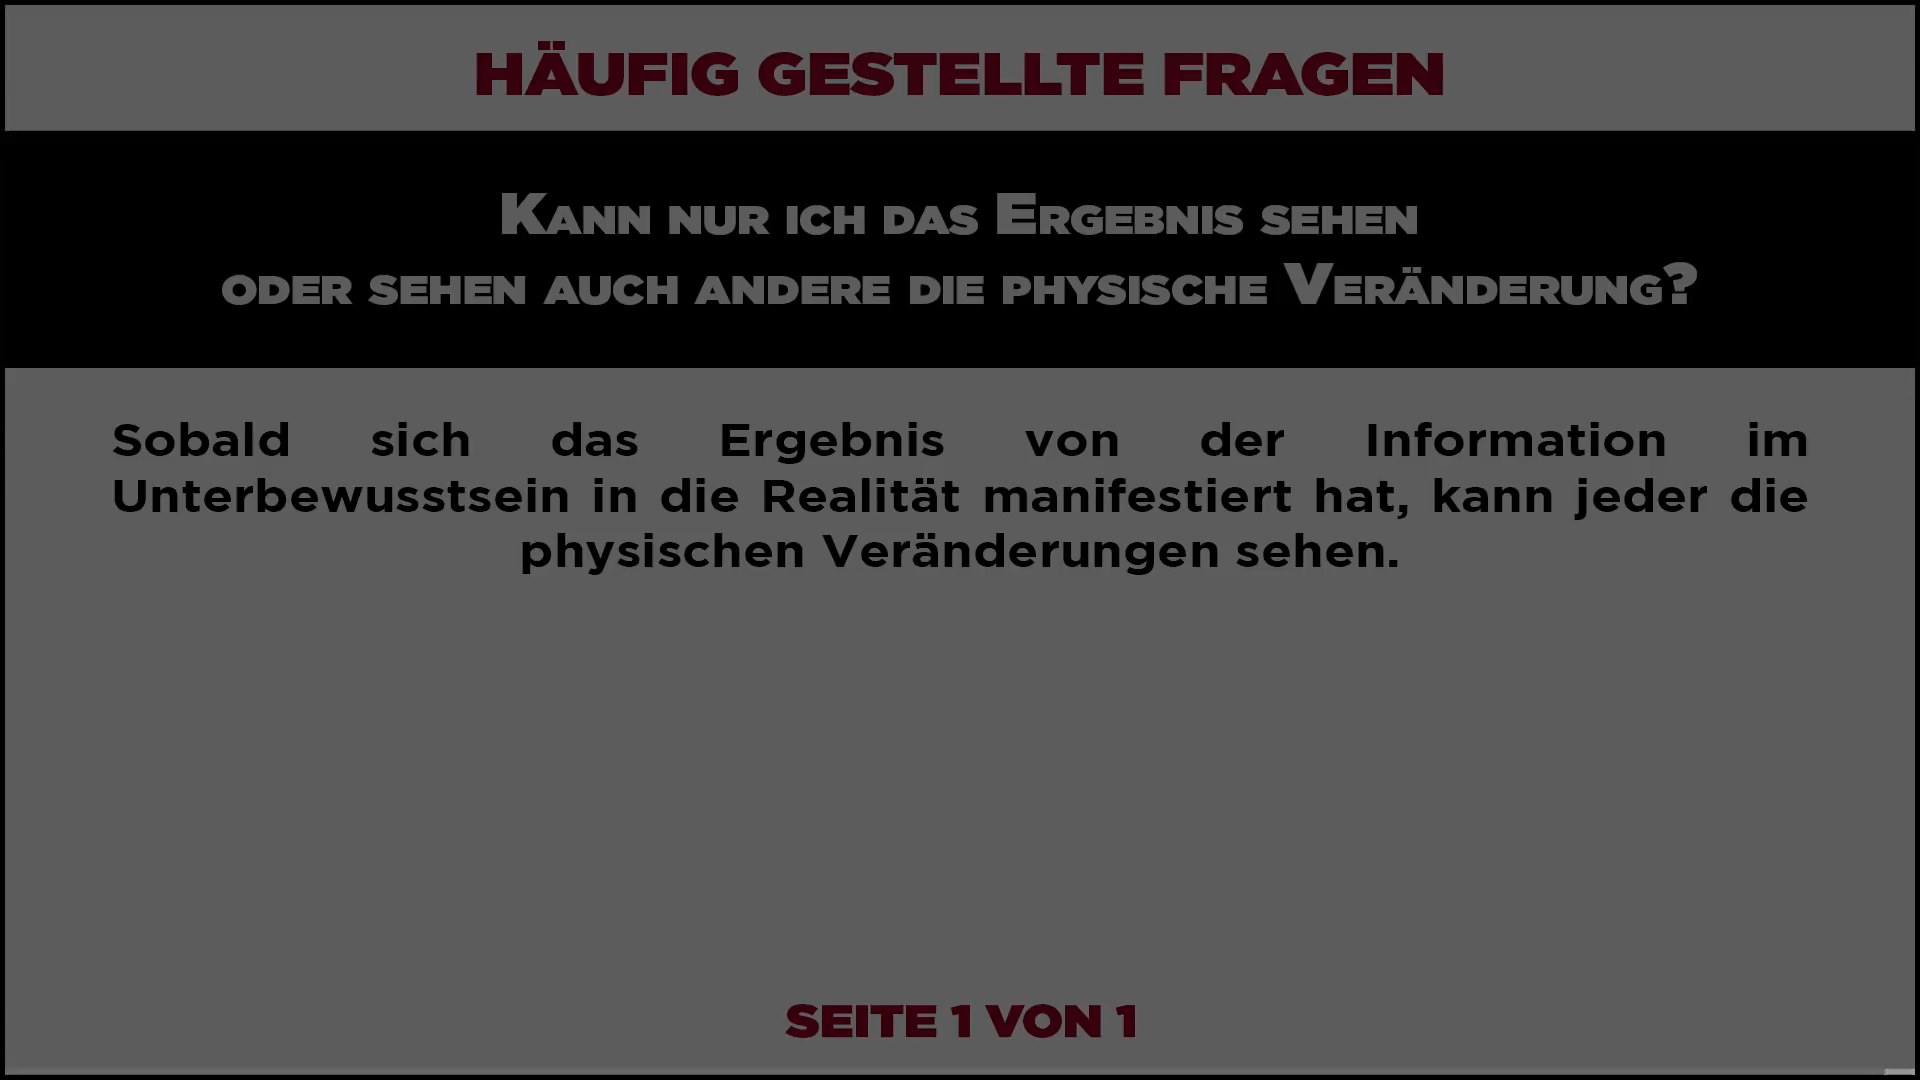 HÄUFIG GESTELLTE FRAGEN
KANN NUR ICH DAS ERGEBNIS SEHEN
ODER SEHEN AUCH ANDERE DIE PHYSISCHE VERÄNDERUNG?
Sobald sich das Ergebnis von der Information im
Unterbewusstsein in die Realität manifestiert hat, kann jeder die
physischen Veränderungen sehen.
SEITE 1 VON 1